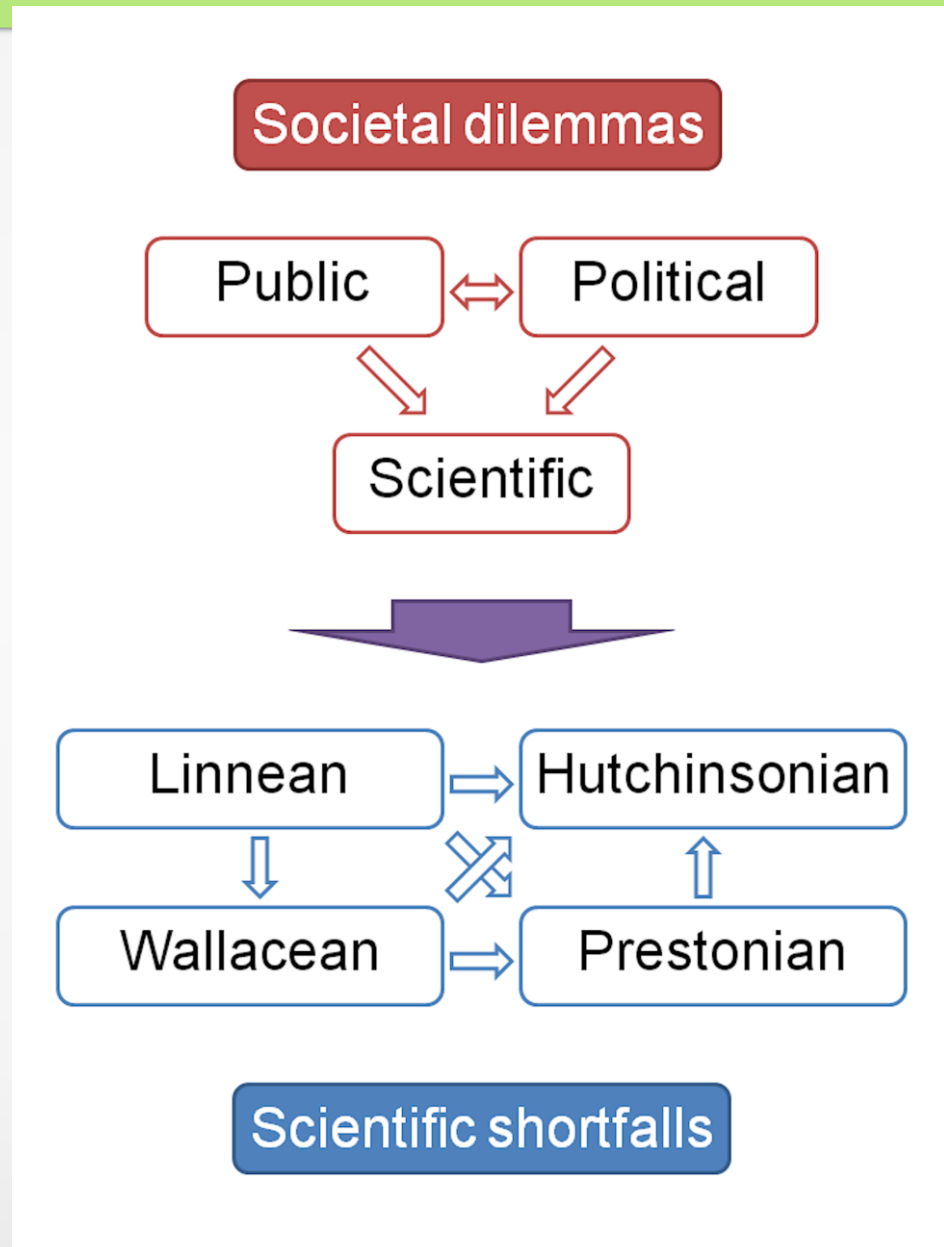 Societal dilemmas
Public
Political
Scientific
Linnean
Hutchinsonian
Wallacean
Prestonian
Scientific shortfalls